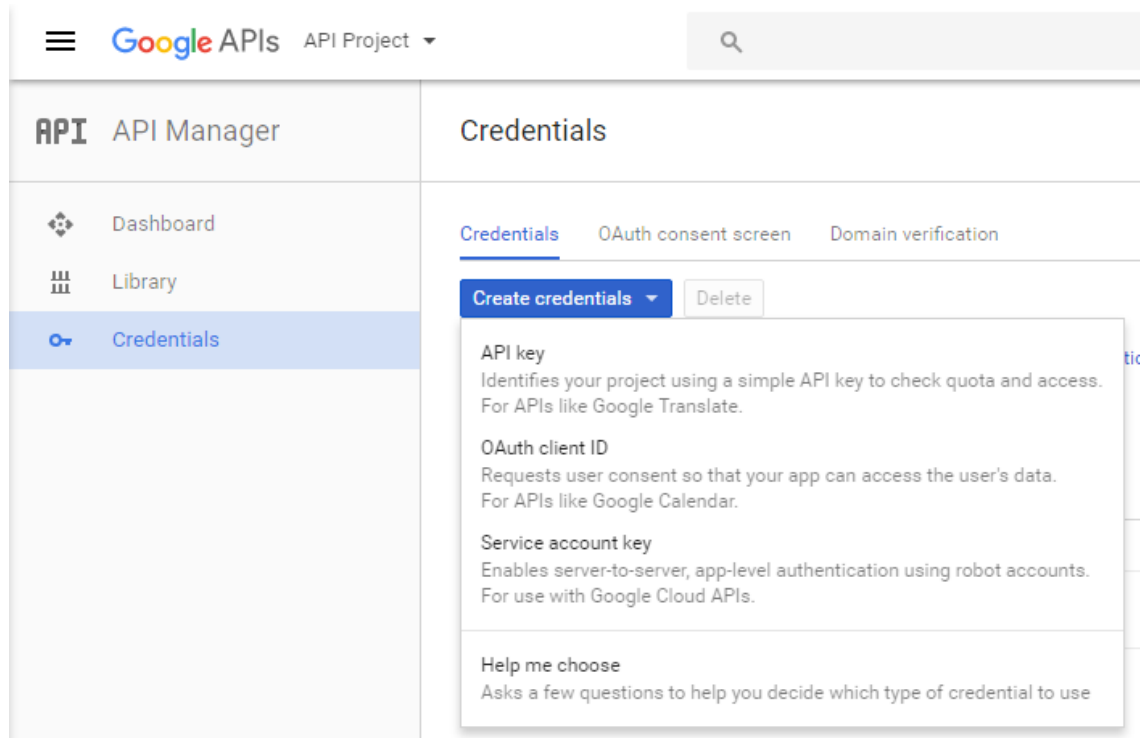 Google APIs API Project
API API Manager
Credentials
Dashboard
Library
Credentials
Credentials OAuth consent screen Domain verification
Create credentials Delete
API key
Identifies your project using a simple API key to check quota and access.
For APIs like Google Translate.
OAuth client ID
Requests user consent so that your app can access the user's data.
For APIs like Google Calendar.
Service account key
Enables server-to-server, app-level authentication using robot accounts.
For use with Google Cloud APIs.
Help me choose
Asks a few questions to help you decide which type of credential to use